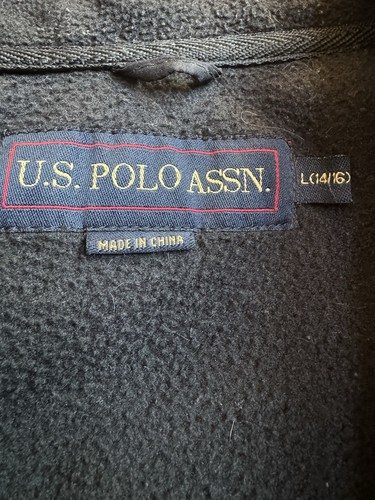 U.S. POLO ASSN.
L(14/16)
MADE IN CHINA